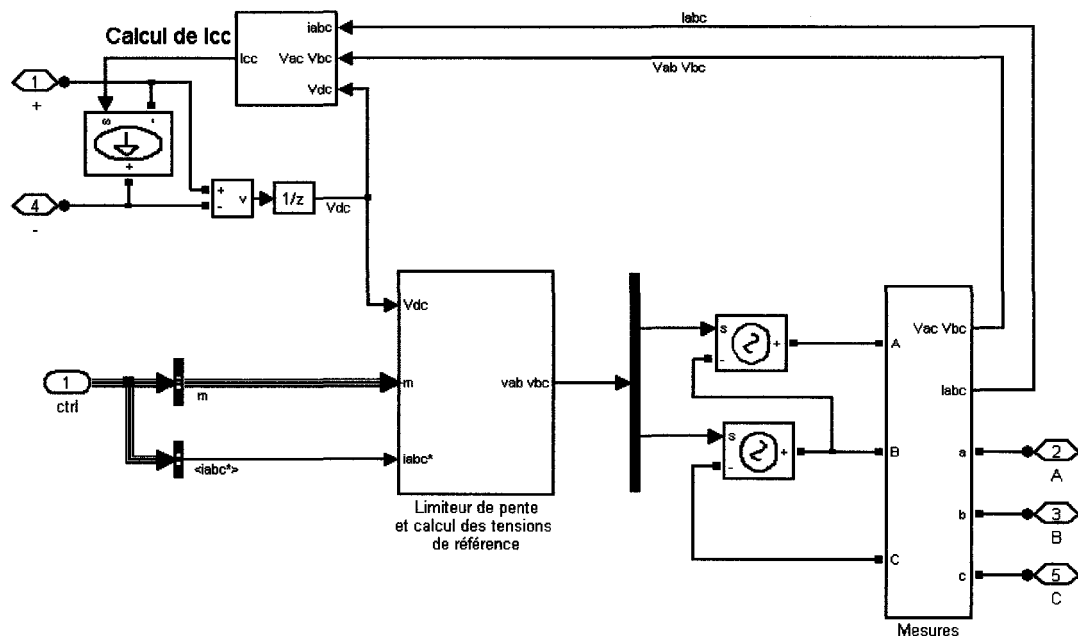 Iabc
Calcul de Icc
iabc
Icc
Vac Vbc
Vab Vbc
Vdc
1
+
s
-
+
4
-
+
-
v
1/z
Vdc
Vdc
m
vab vbc
iabc*
1
ctrl
m
<iabc*>
Limiteur de pente
et calcul des tensions
de référence
s
-
+
s
-
+
A
Vac Vbc
Iabc
B
a
b
C
c
Mesures
2
A
3
B
5
C